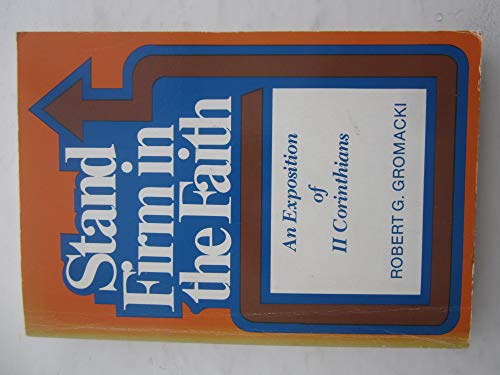 Stand
Firm in
the Faith
An Exposition
of
II Corinthians
ROBERT G. GROMACKI